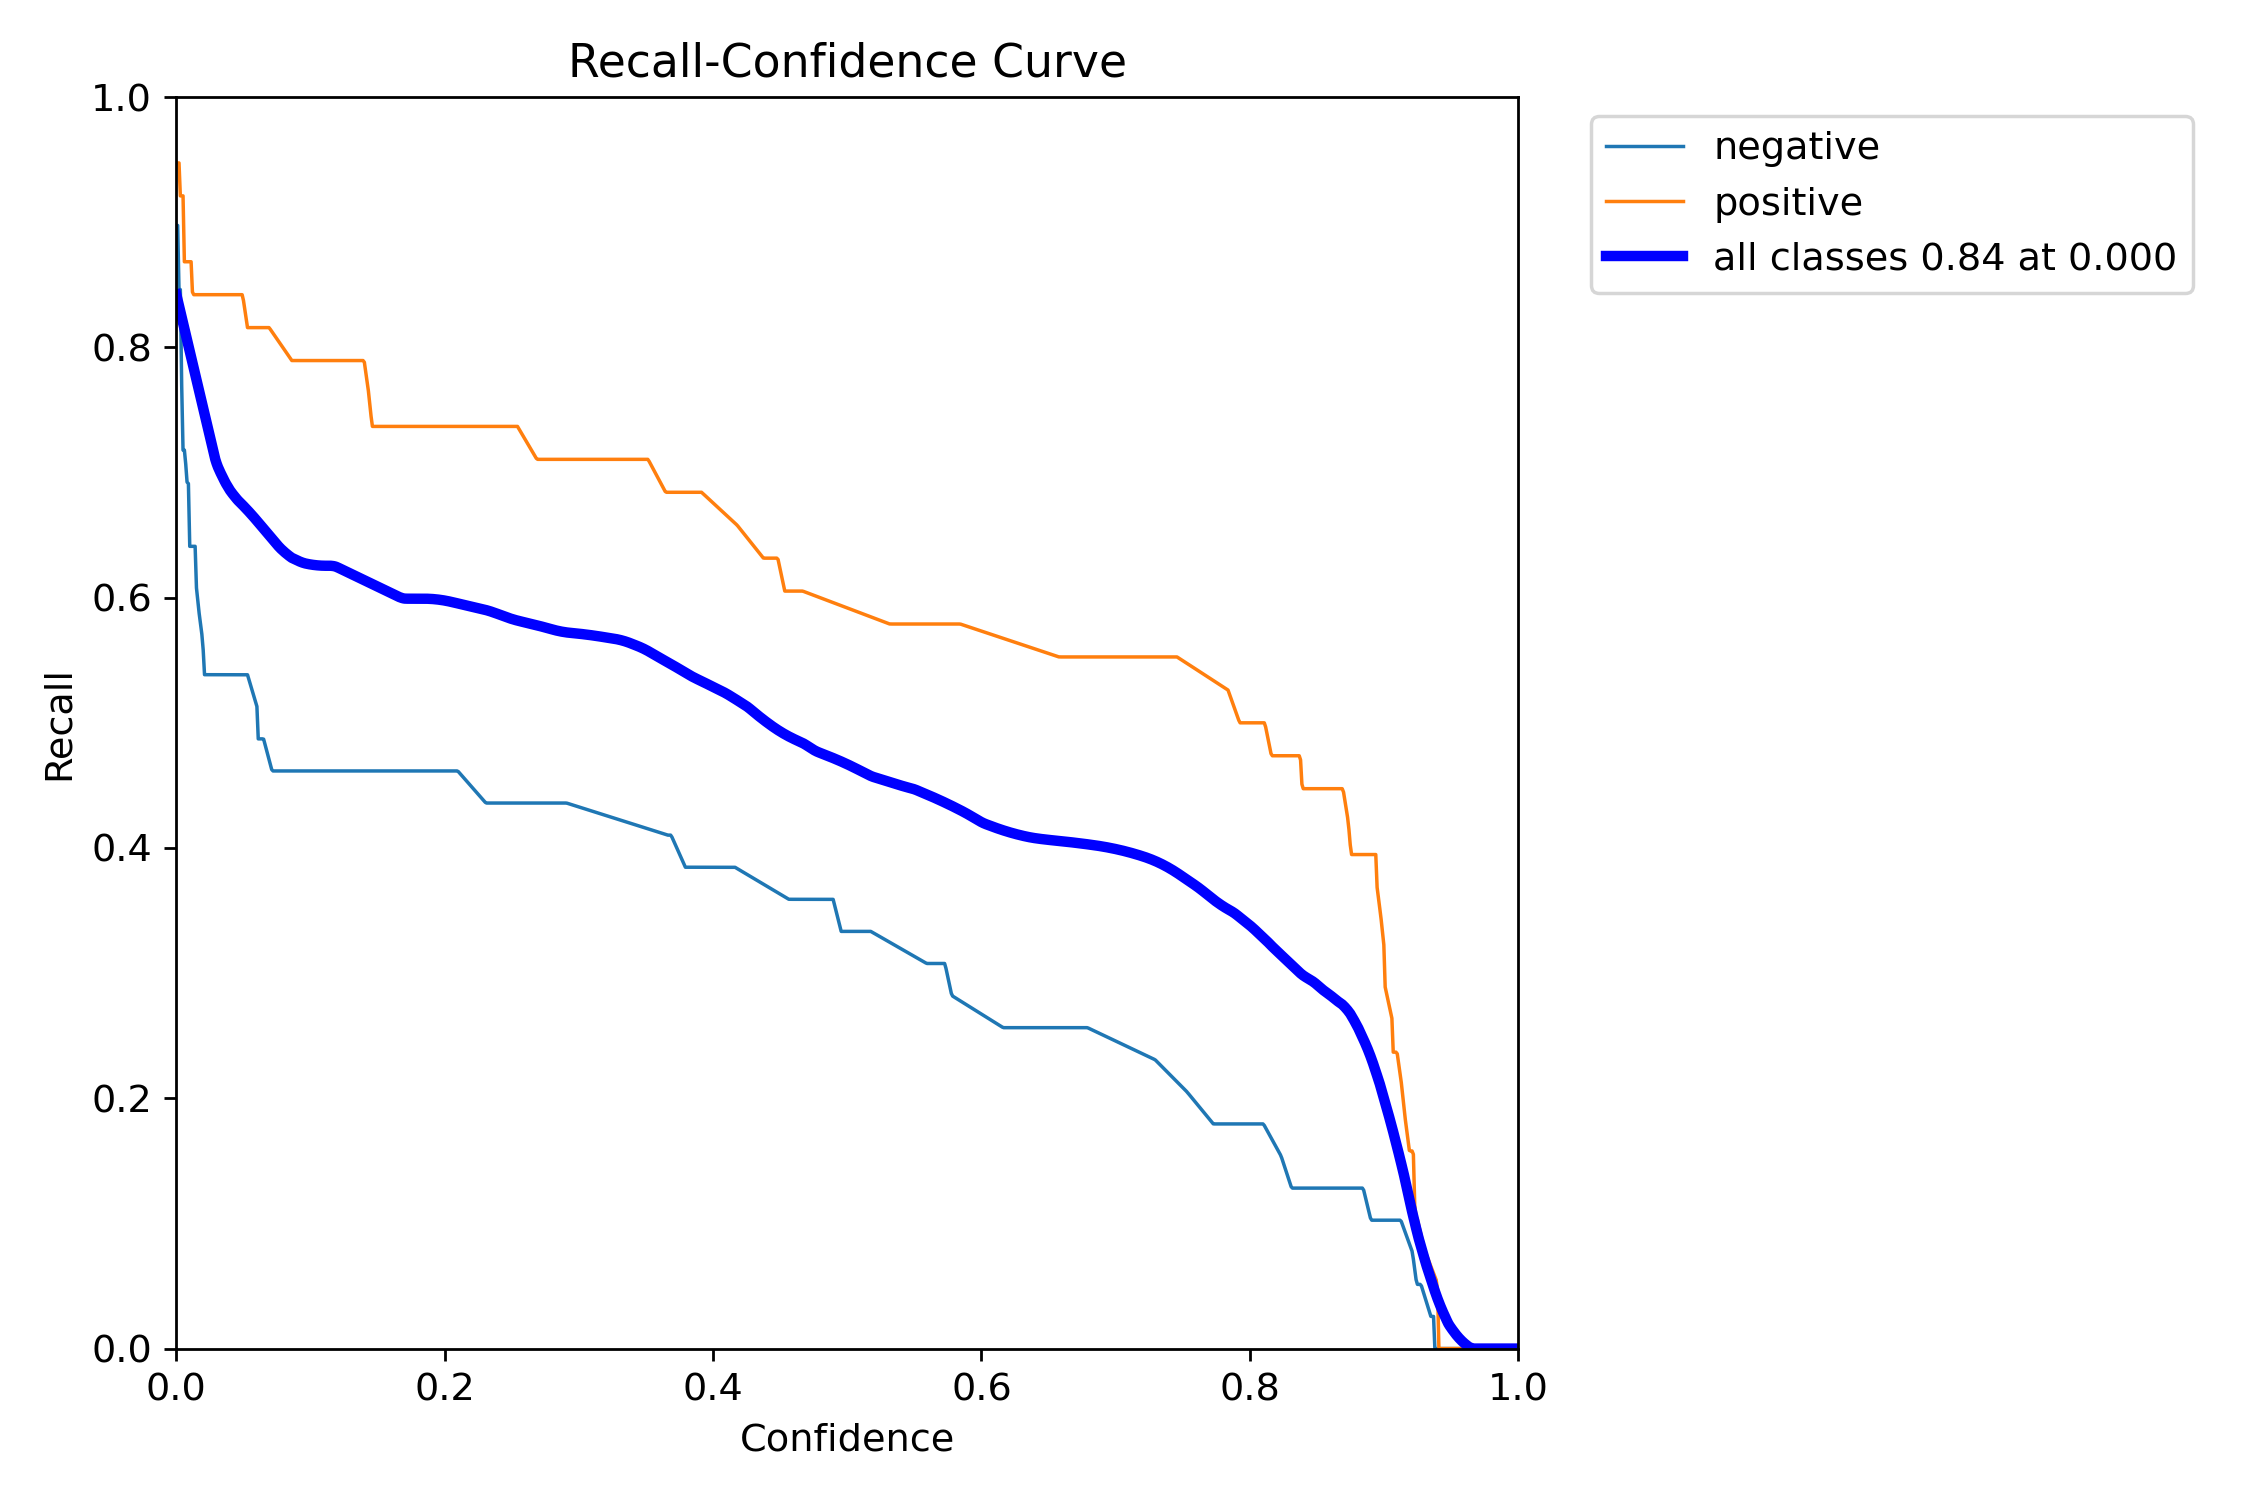 Recall-Confidence Curve
1.0
0.8
0.6
0.4
0.2
0.0
Recall
0.0 0.2 0.4 0.6 0.8 1.0
Confidence
negative
positive
all classes 0.84 at 0.000